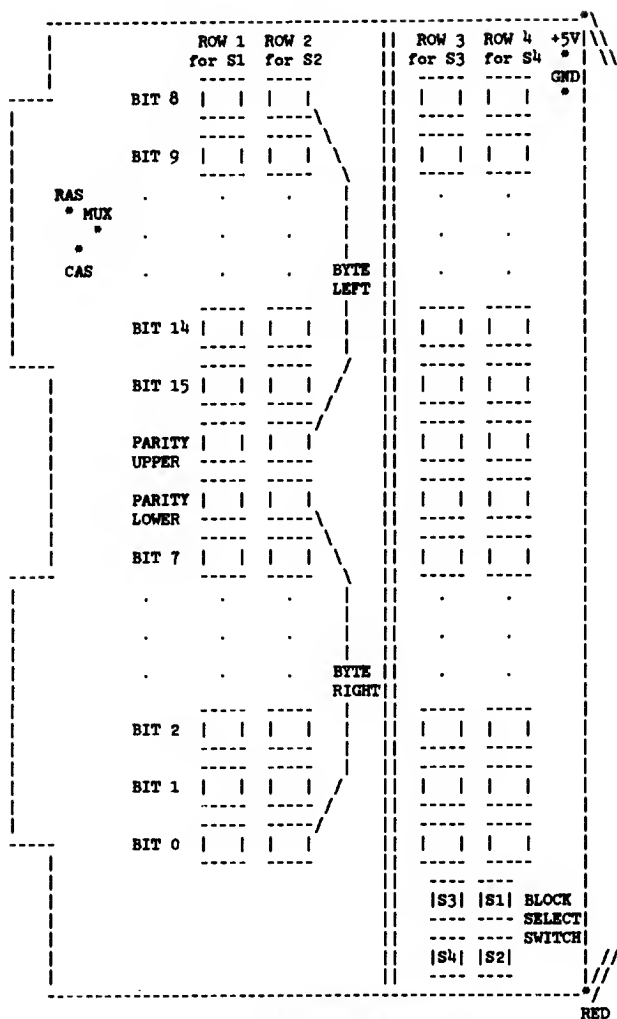 ROW 1 ROW 2 ROW 3 ROW 4 +5V
for S1 for S2 for S3 for S4
GND
BIT 8
BIT 9
RAS
MUX
CAS
BYTE
LEFT
BIT 14
BIT 15
PARITY
UPPER
PARITY
LOWER
BIT 7
BYTE
RIGHT
BIT 2
BIT 1
BIT 0
S3 S1 BLOCK
SELECT
SWITCH
S4 S2
RED